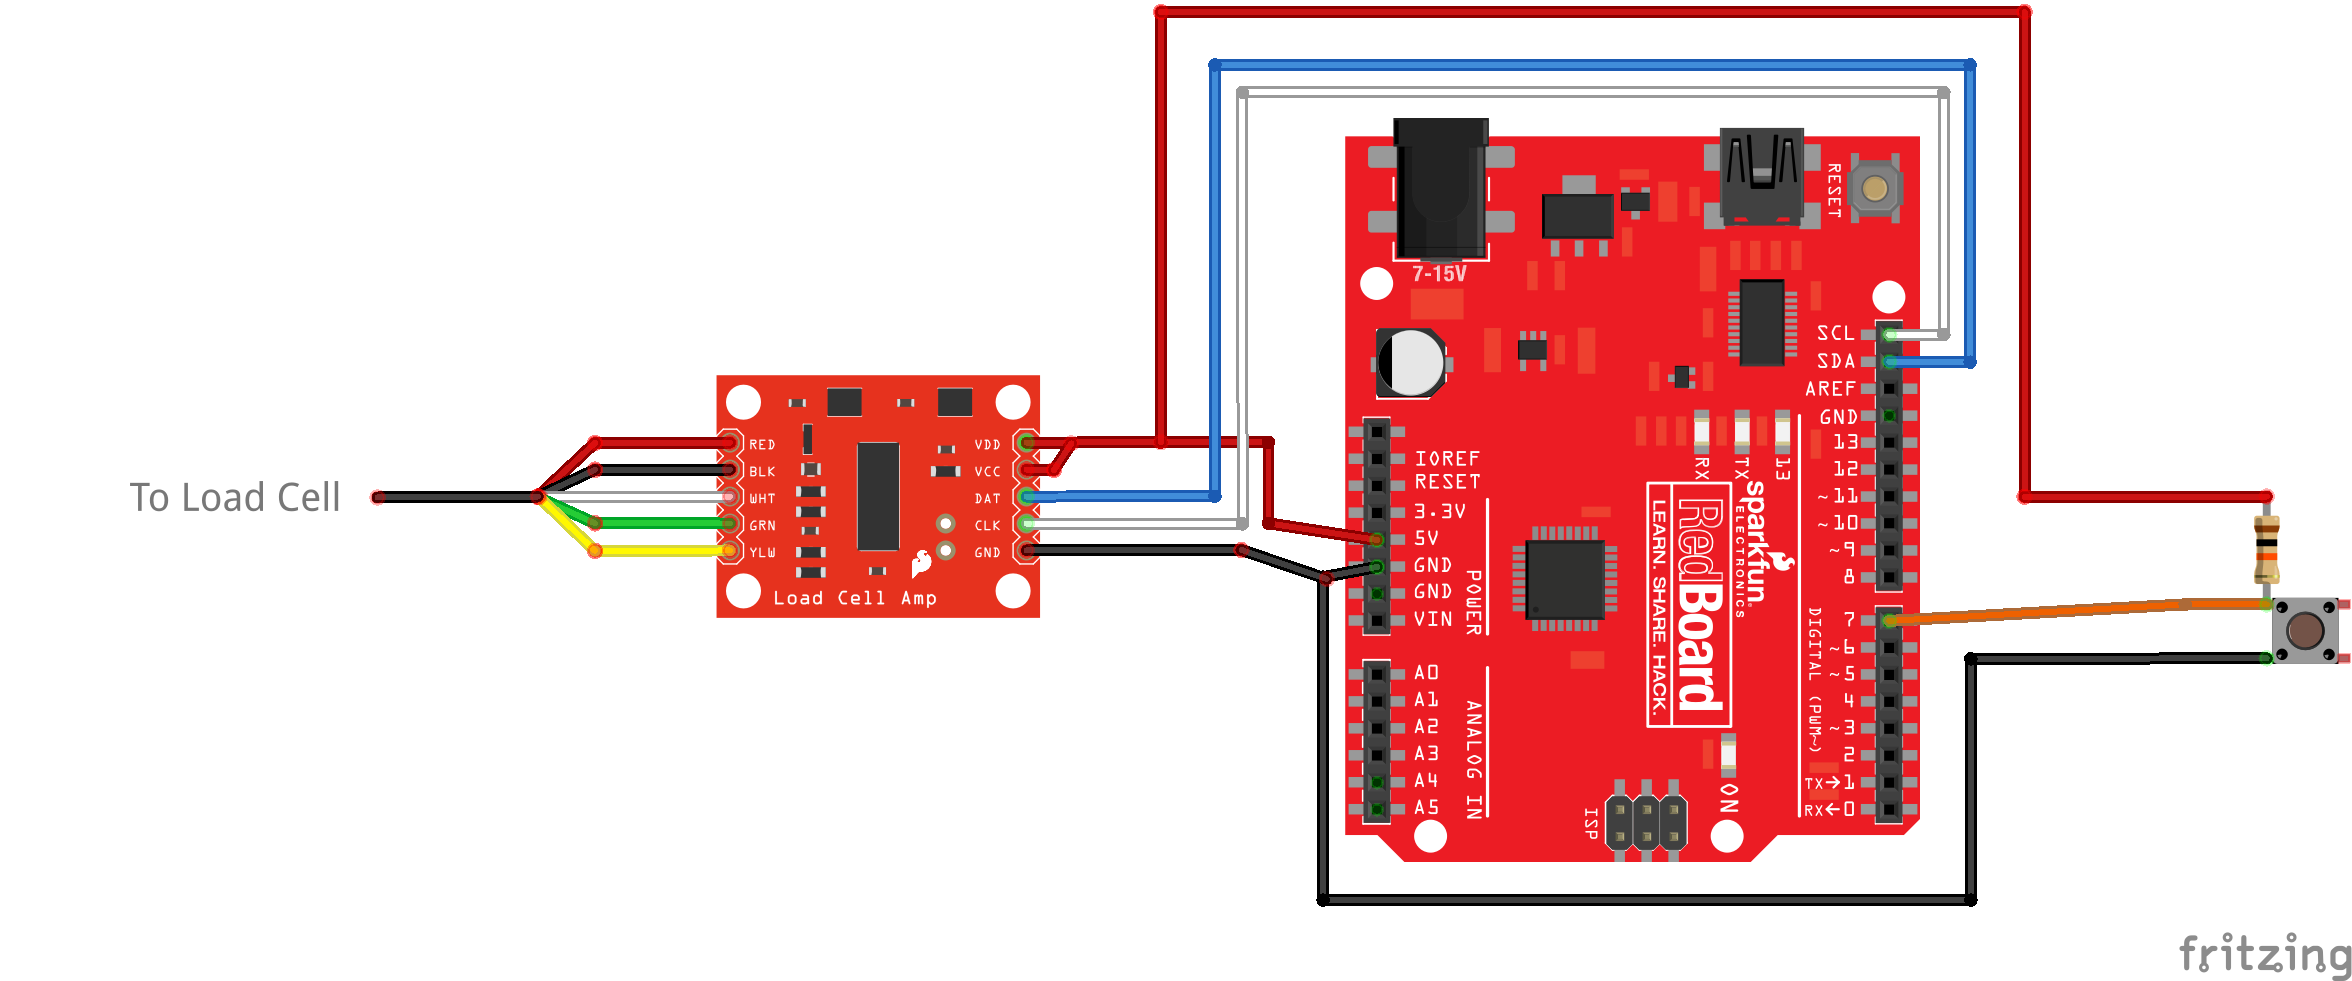 To Load Cell
RED
BLK
WHT
GRN
YLW
VDD
VCC
DAT
CLK
GND
Load Cell Amp
7-15V
RESET
SCL
SDA
AREF
GND
13
12
~11
~10
~9
8
7
~6
~5
4
~3
2
TX→1
RX←0
DIGITAL (PWM~)
IOREF
RESET
3.3V
5V
GND
GND
VIN
POWER
A0
A1
A2
A3
A4
A5
ANALOG IN
RX
TX
13
sparkfun
ELECTRONICS
RedBoard
LEARN. SHARE. HACK.
ON
ISP
fritzing